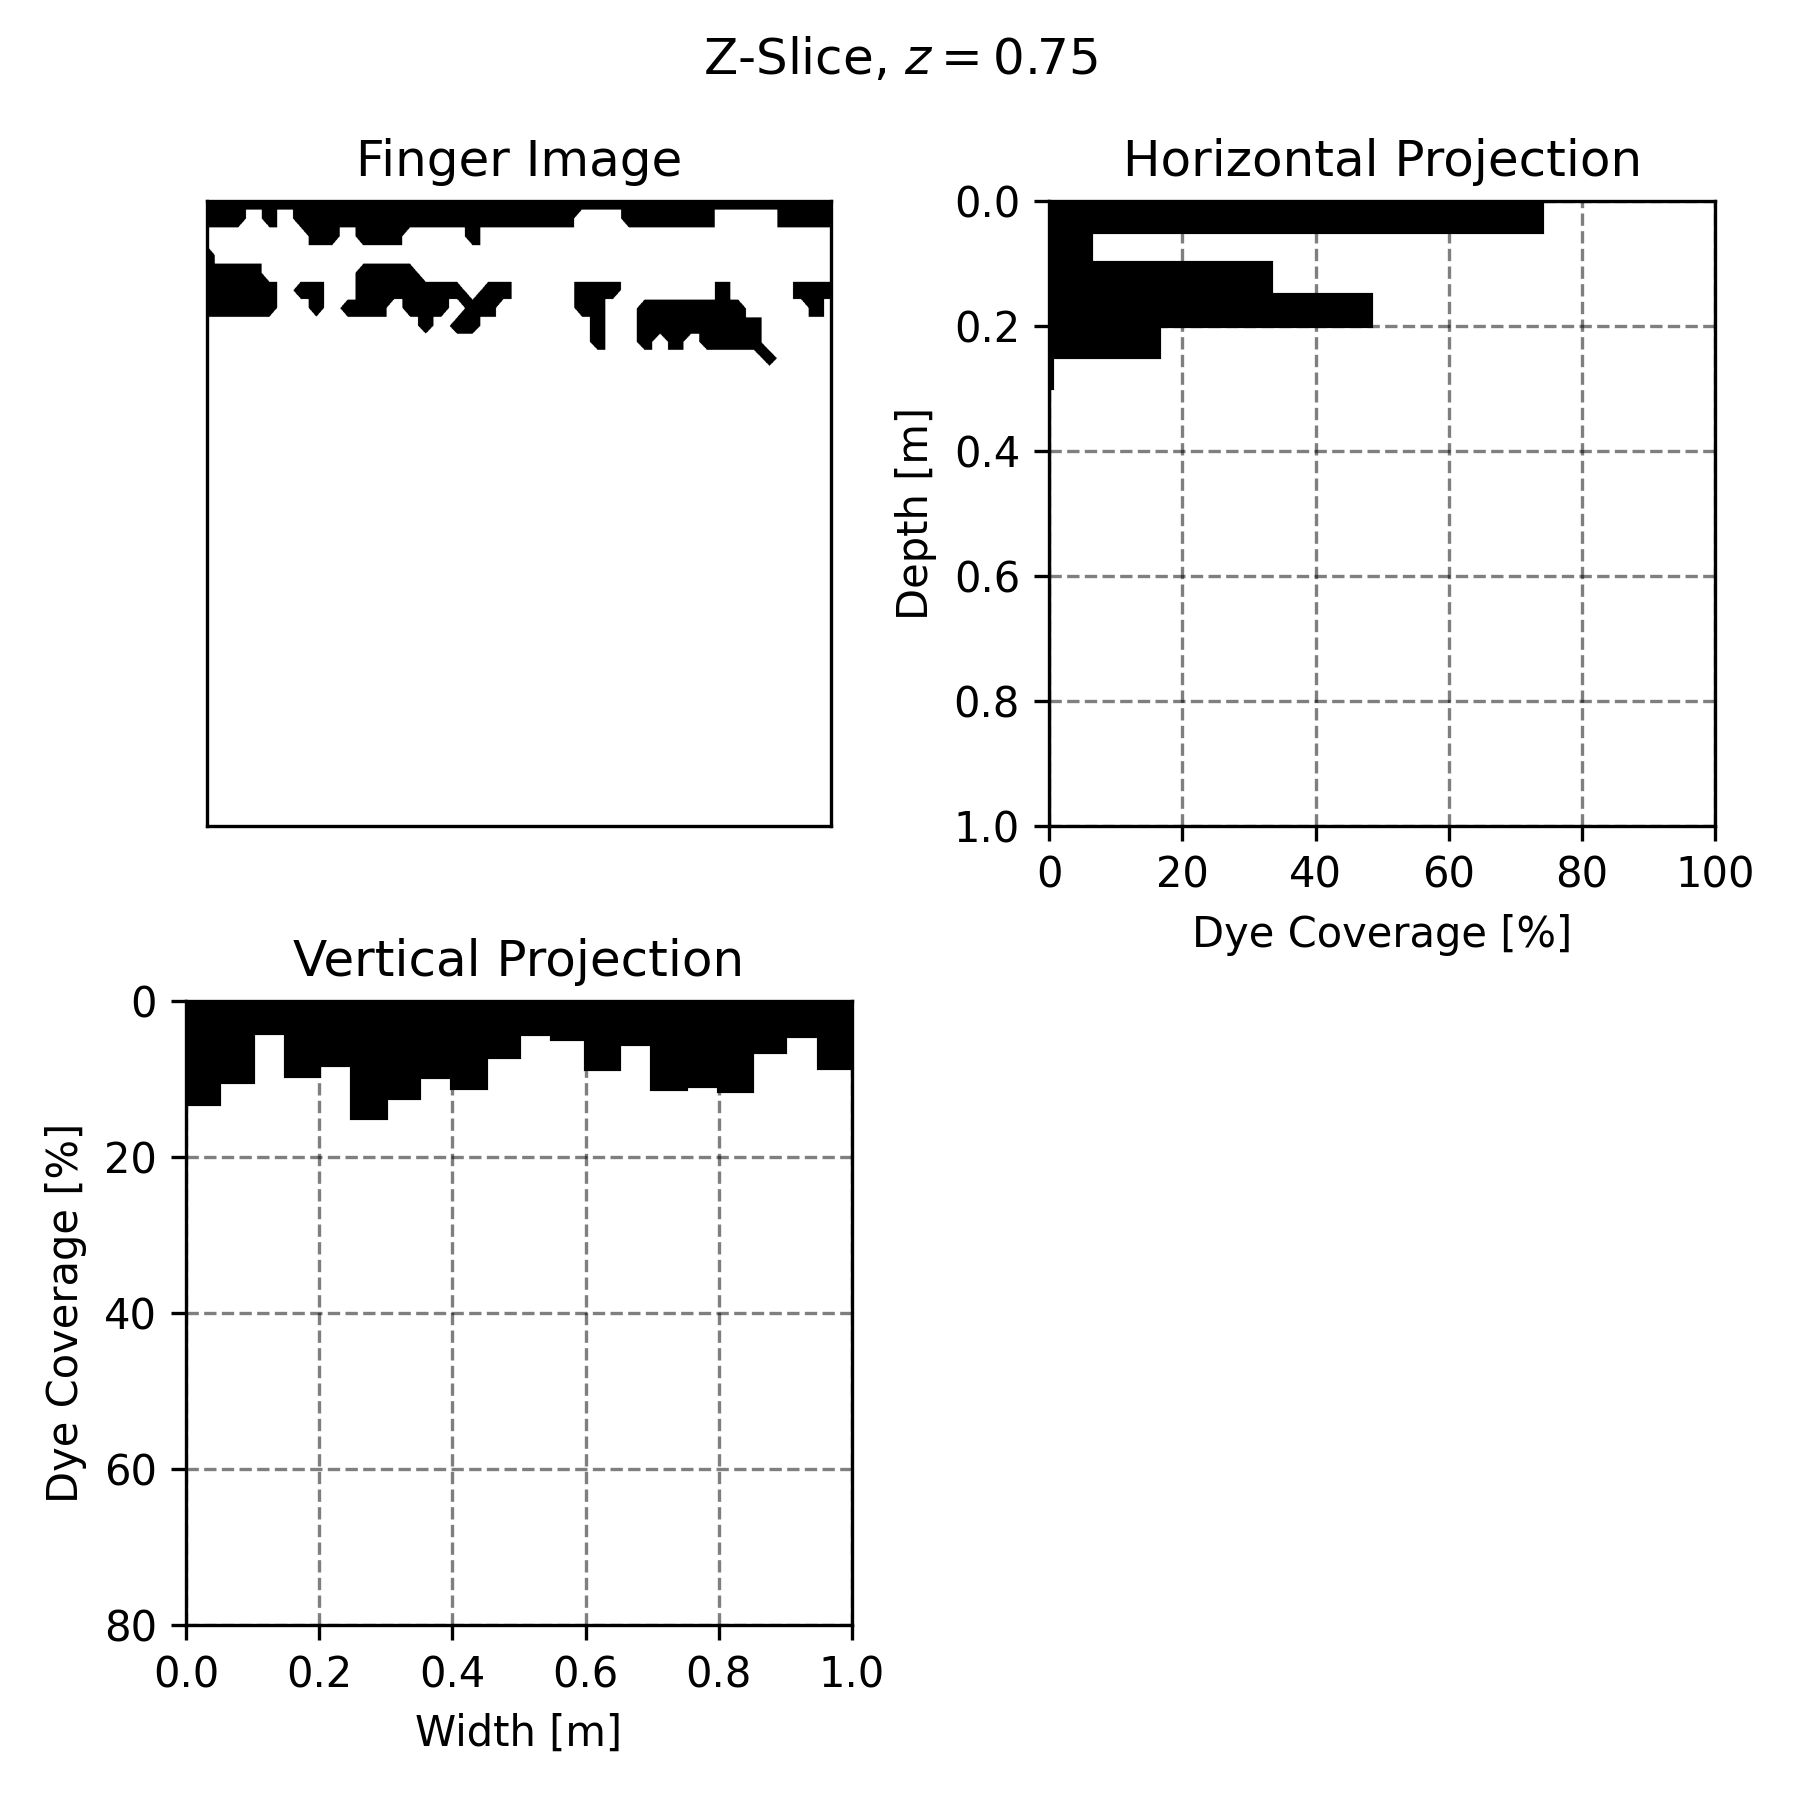 Z-Slice, z = 0.75
Finger Image
Horizontal Projection
0.0
0.2
0.4
0.6
0.8
1.0
Depth [m]
0 20 40 60 80 100
Dye Coverage [%]
Vertical Projection
0
20
40
60
80
Dye Coverage [%]
0.0 0.2 0.4 0.6 0.8 1.0
Width [m]